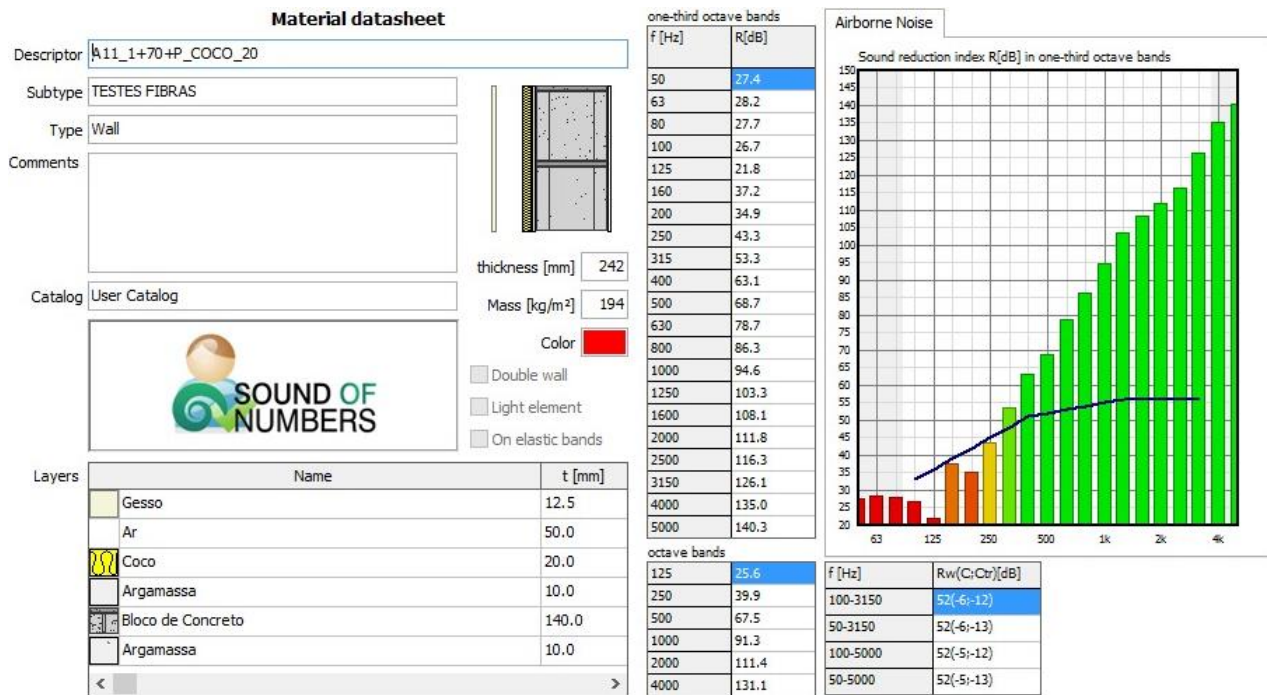 Material datasheet
Descriptor A11_1+70+P_COCO_20
Subtype TESTES FIBRAS
Type Wall
Comments
thickness [mm] 242
Catalog User Catalog
Mass [kg/m²] 194
Color
SOUND OF
NUMBERS
Double wall
Light element
On elastic bands
Layers Name t [mm]
Gesso 12.5
Ar 50.0
Coco 20.0
Argamassa 10.0
Bloco de Concreto 140.0
Argamassa 10.0
one-third octave bands
f [Hz] R[dB]
50 27.4
63 28.2
80 27.7
100 26.7
125 21.8
160 37.2
200 34.9
250 43.3
315 53.3
400 63.1
500 68.7
630 78.7
800 86.3
1000 94.6
1250 103.3
1600 108.1
2000 111.8
2500 116.3
3150 126.1
4000 135.0
5000 140.3
octave bands
125 25.6
250 39.9
500 67.5
1000 91.3
2000 111.4
4000 131.1
Airborne Noise
Sound reduction index R[dB] in one-third octave bands
150
145
140
135
130
125
120
115
110
105
100
95
90
85
80
75
70
65
60
55
50
45
40
35
30
25
20
63 125 250 500 1k 2k 4k
f [Hz] Rw(C;Ctr)[dB]
100-3150 52(-6;-12)
50-3150 52(-6;-13)
100-5000 52(-5;-12)
50-5000 52(-5;-13)